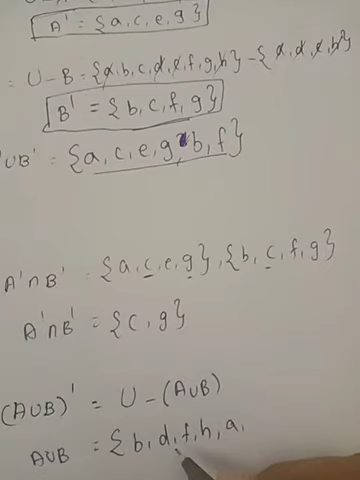 A' = {a, c, e, g}
= U - B = {a, b, c, d, e, f, g, h} - {a, d, e, h}
B' = {b, c, f, g}
'UB' = {a, c, e, g, b, f}
A'∩B' = {a, c, e, g}, {b, c, f, g}
A'∩B' = {c, g}
(AUB)' = U - (AUB)
AUB = {b, d, f, h, a,